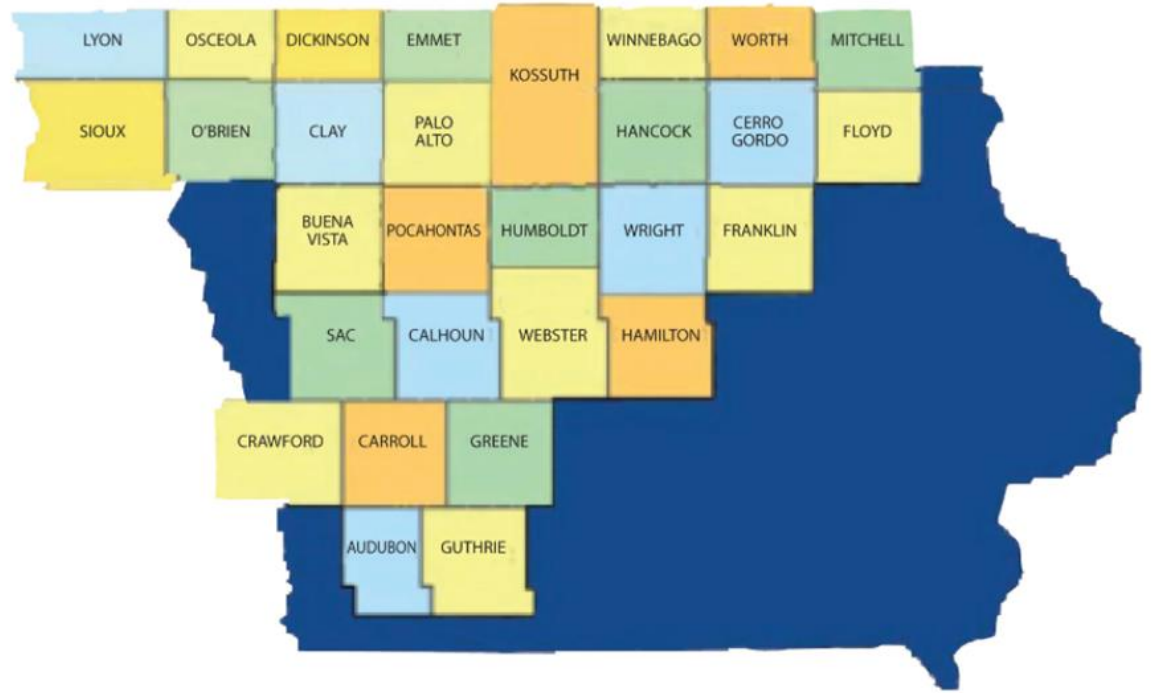 LYON
OSCEOLA
DICKINSON
EMMET
KOSSUTH
WINNEBAGO
WORTH
MITCHELL
SIOUX
O'BRIEN
CLAY
PALO
ALTO
HANCOCK
CERRO
GORDO
FLOYD
BUENA
VISTA
POCAHONTAS
HUMBOLDT
WRIGHT
FRANKLIN
SAC
CALHOUN
WEBSTER
HAMILTON
CRAWFORD
CARROLL
GREENE
AUDUBON
GUTHRIE